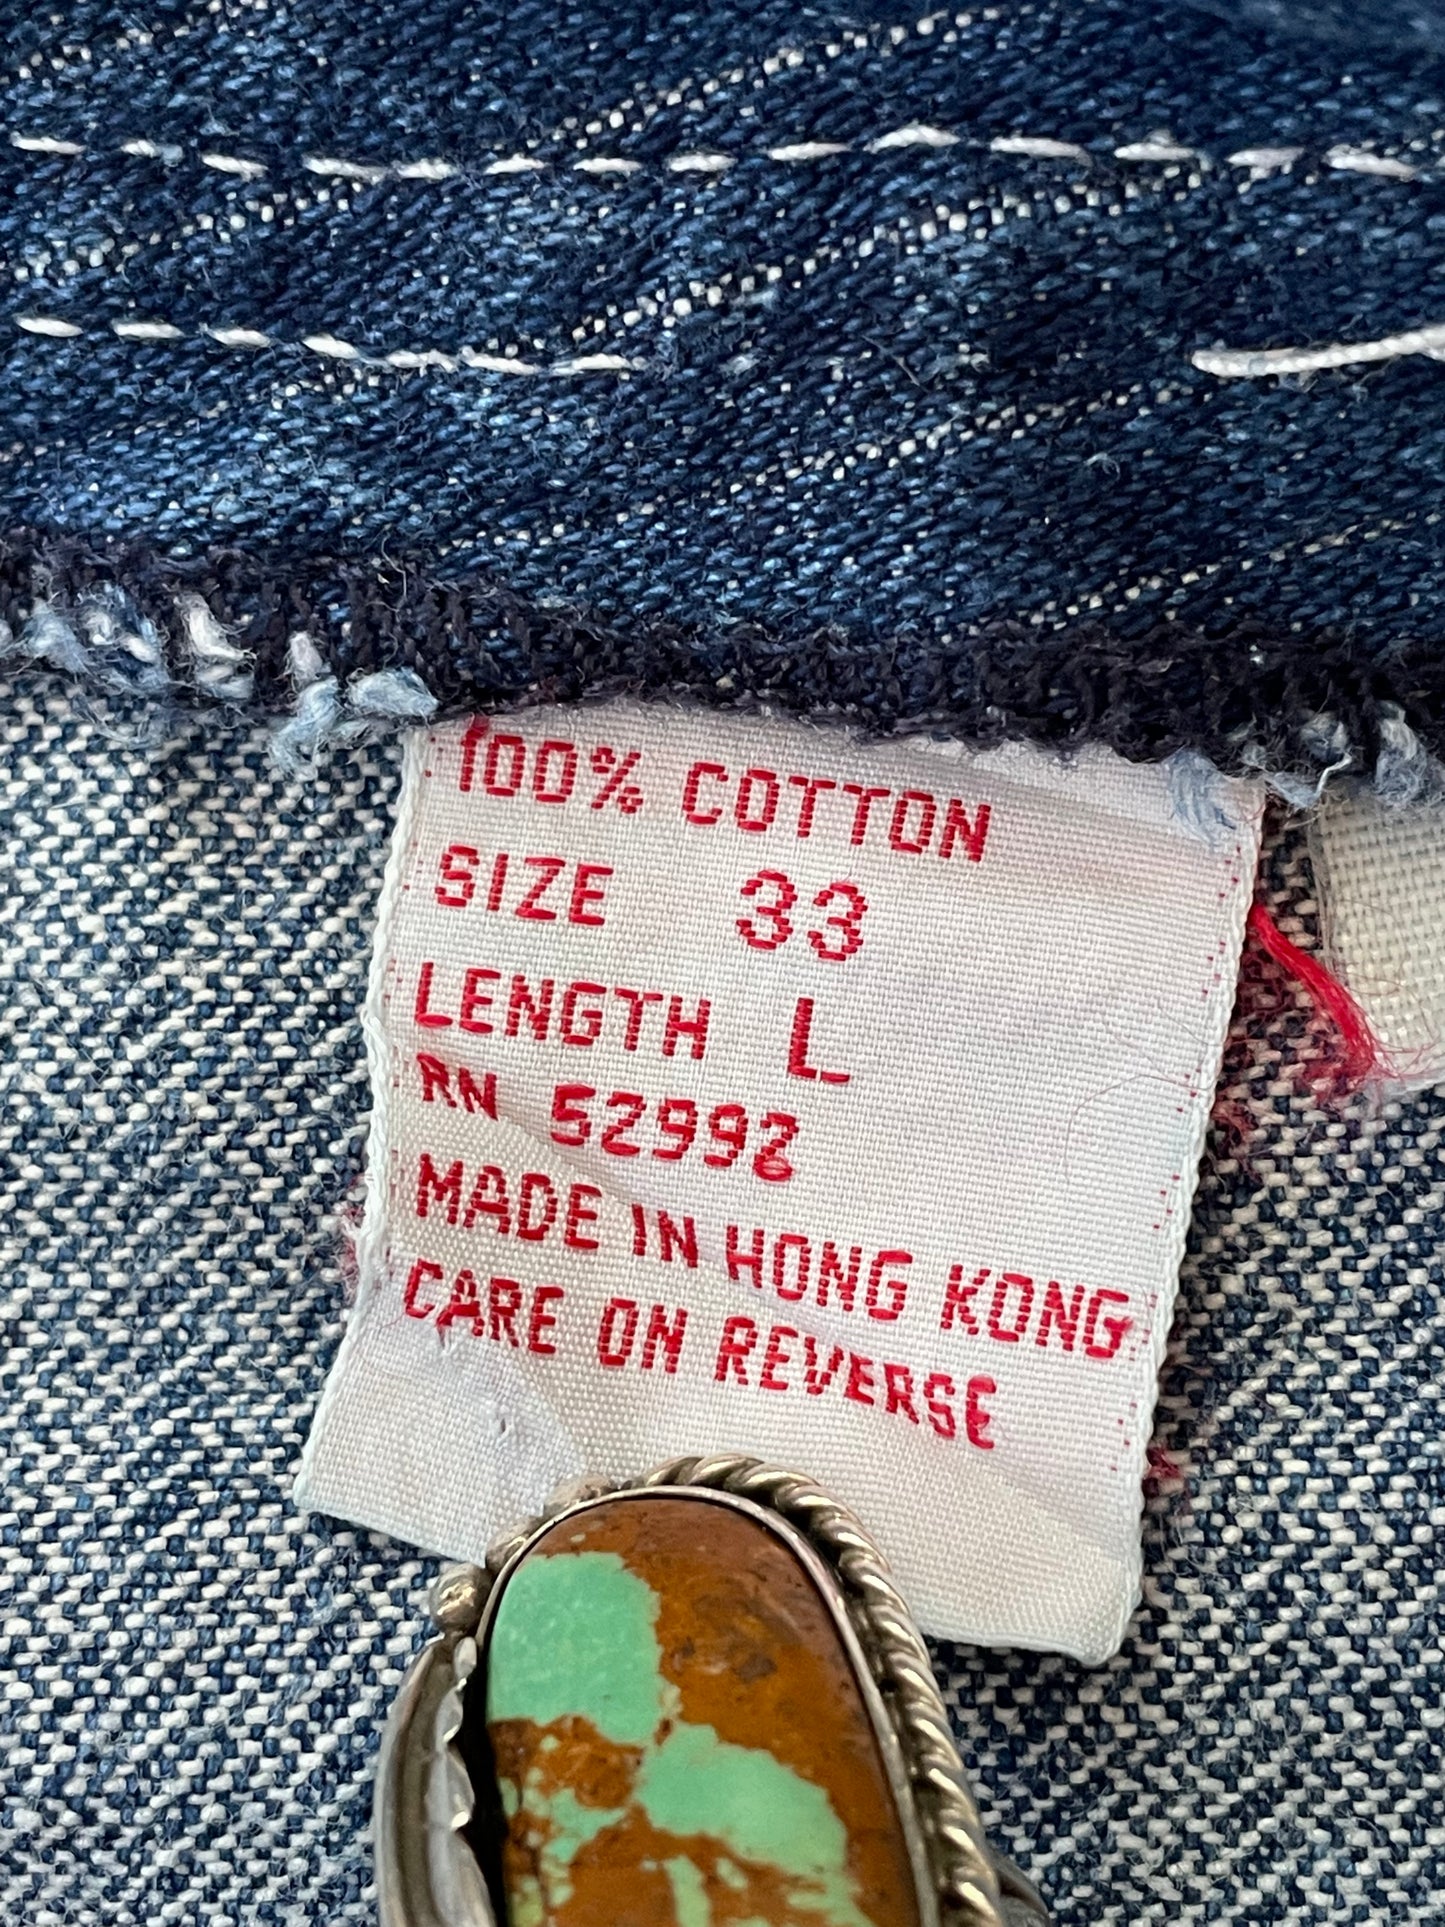 100% COTTON
SIZE 33
LENGTH L
RN 52992
MADE IN HONG KONG
CARE ON REVERSE